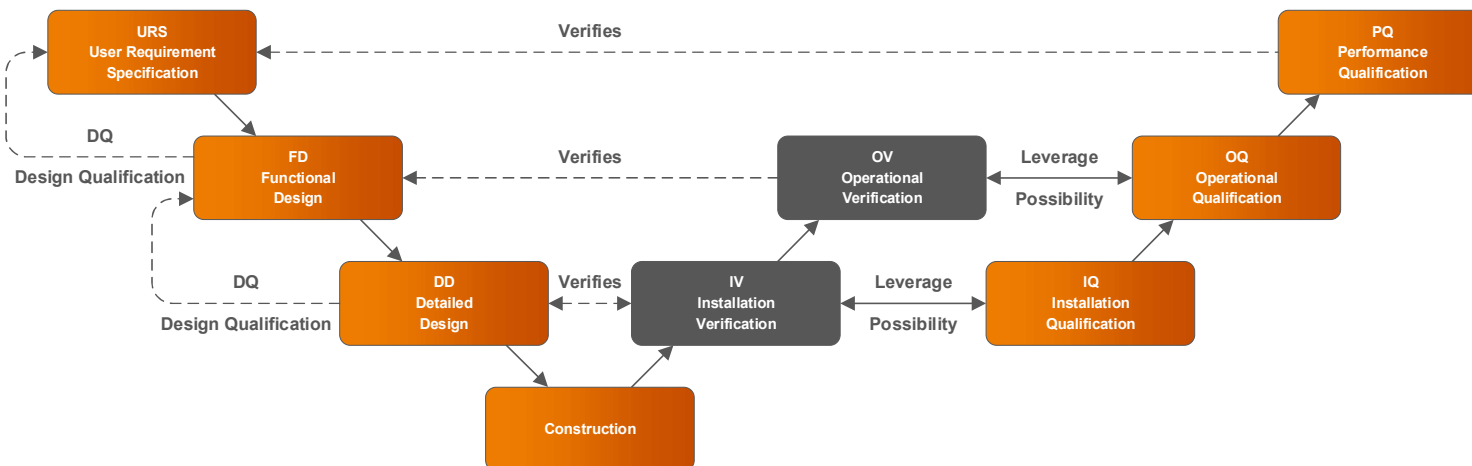 URS
User Requirement
Specification
Verifies
PQ
Performance
Qualification
DQ
Design Qualification
FD
Functional
Design
Verifies
OV
Operational
Verification
Leverage
Possibility
OQ
Operational
Qualification
DQ
Design Qualification
DD
Detailed
Design
Verifies
IV
Installation
Verification
Leverage
Possibility
IQ
Installation
Qualification
Construction